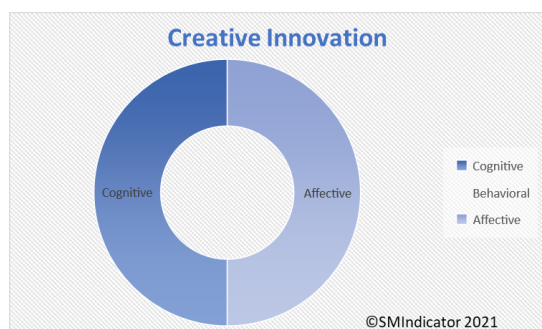 Creative Innovation
Cognitive
Affective
Cognitive
Behavioral
Affective
©SMIndicator 2021